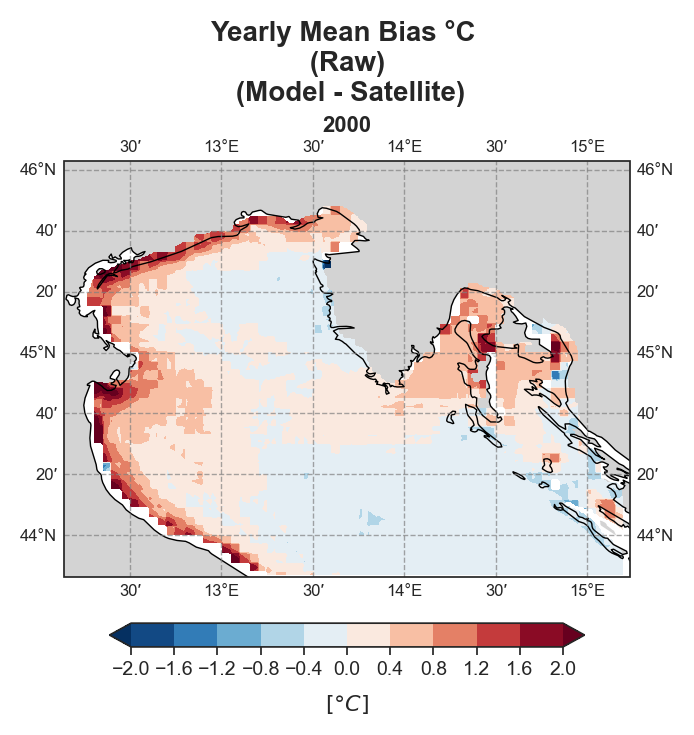 Yearly Mean Bias °C
(Raw)
(Model - Satellite)
2000
30’ 13°E 30’ 14°E 30’ 15°E
46°N 46°N
40’ 40’
20’ 20’
45°N 45°N
40’ 40’
20’ 20’
44°N 44°N
30’ 13°E 30’ 14°E 30’ 15°E
−2.0 −1.6 −1.2 −0.8 −0.4 0.0 0.4 0.8 1.2 1.6 2.0
[°C]